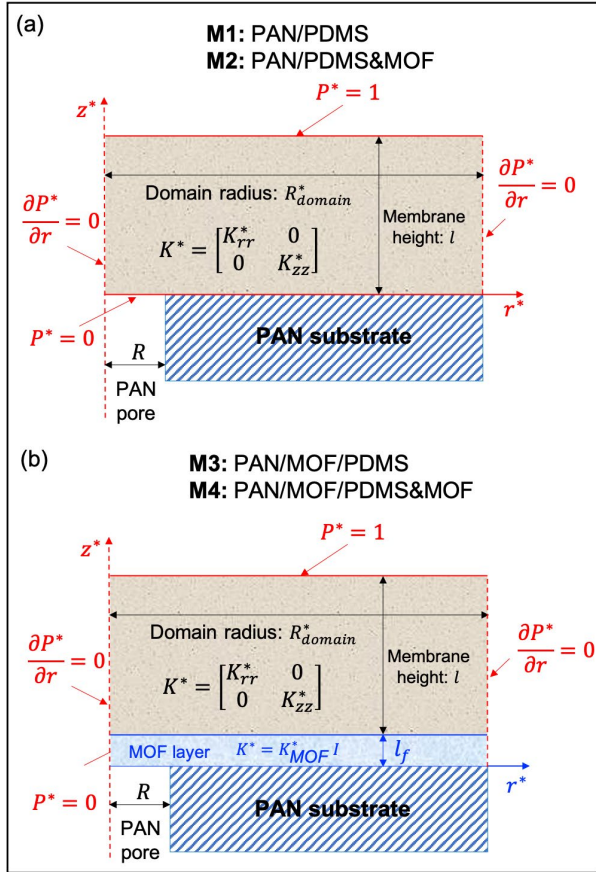 (a)
M1: PAN/PDMS
M2: PAN/PDMS&MOF
P* = 1
z*
∂P*/∂r = 0
Domain radius: R*domain
∂P*/∂r = 0
Membrane height: l
K* = [K*rr 0
0 K*zz]
P* = 0
r*
R
PAN substrate
PAN
pore
(b)
M3: PAN/MOF/PDMS
M4: PAN/MOF/PDMS&MOF
P* = 1
z*
∂P*/∂r = 0
Domain radius: R*domain
∂P*/∂r = 0
Membrane height: l
K* = [K*rr 0
0 K*zz]
MOF layer K* = K*MOF I
lf
P* = 0
R
r*
PAN substrate
PAN
pore